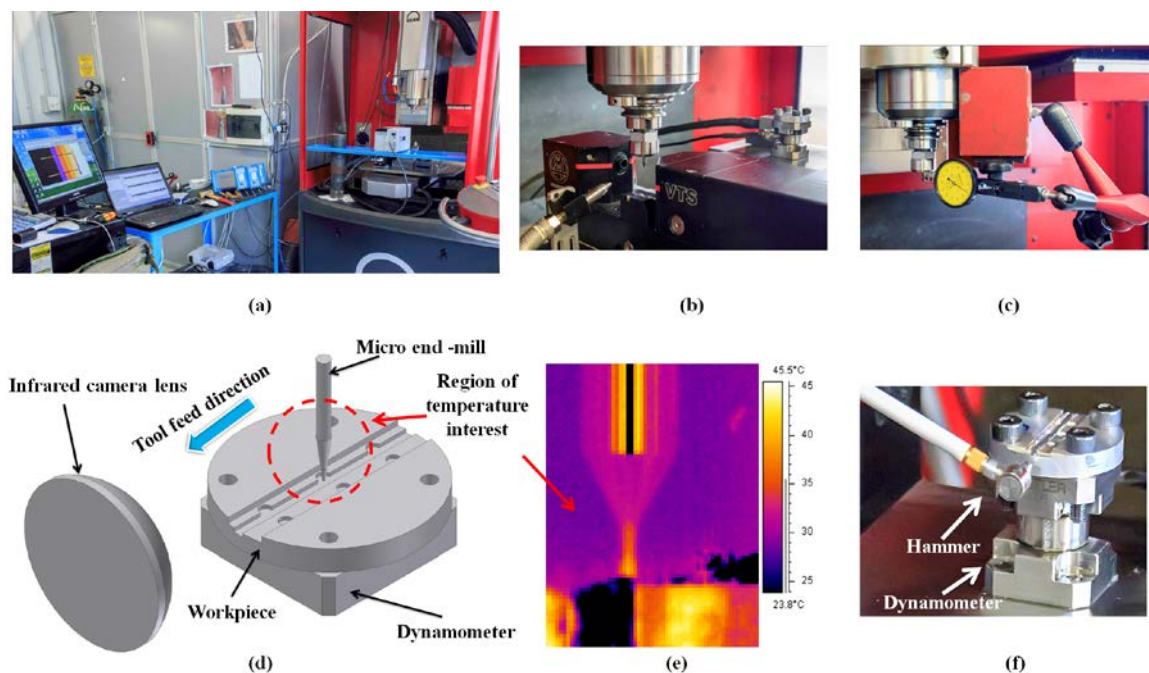 VTS
(a)
(b)
(c)
Micro end -mill
Infrared camera lens
Tool feed direction
Region of
temperature
interest
Workpiece
Dynamometer
(d)
45.5°C
45
40
35
30
25
23.8°C
(e)
Hammer
Dynamometer
(f)